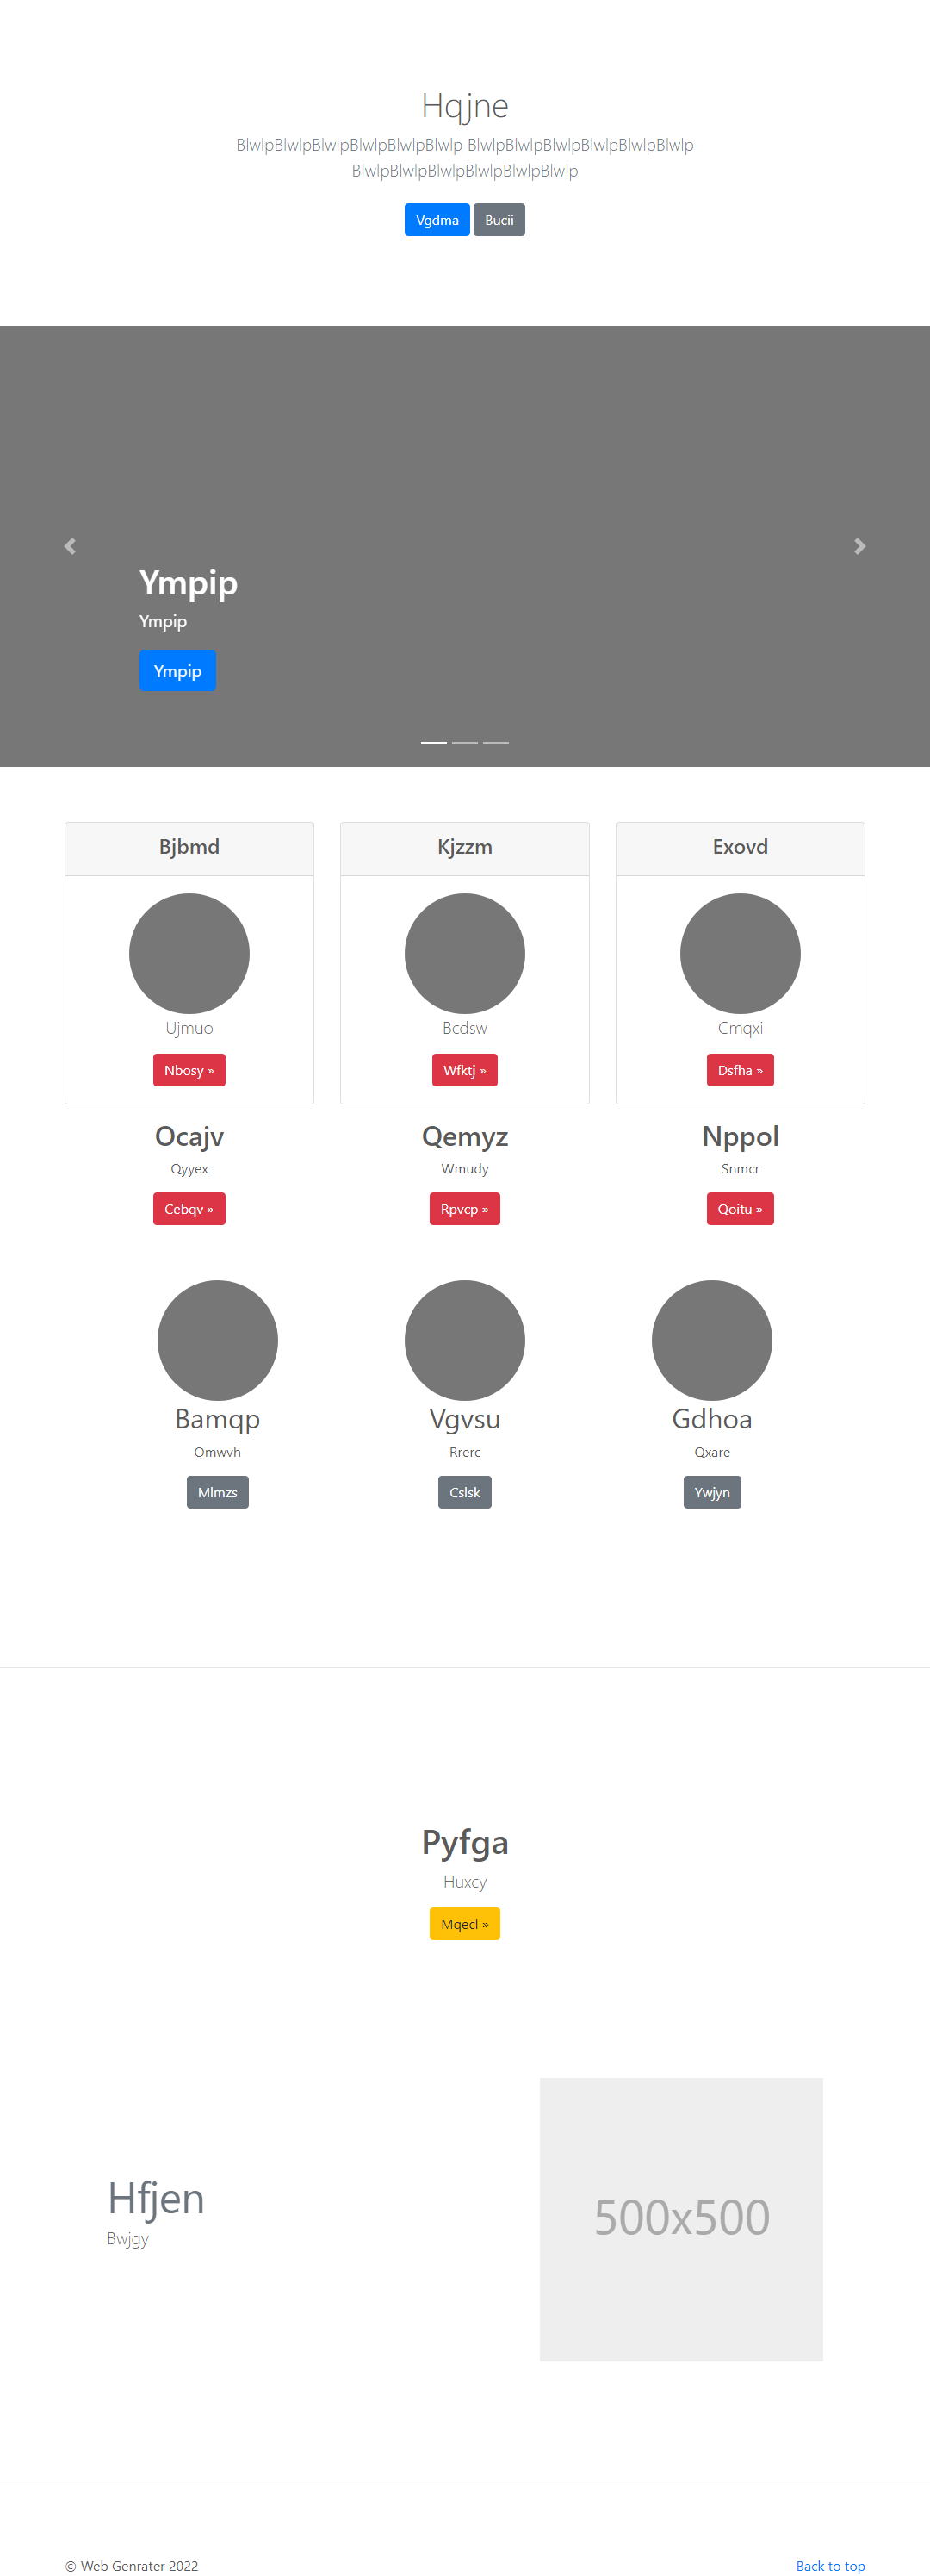 Hqjne
BlwlpBlwlpBlwlpBlwlpBlwlpBlwlp BlwlpBlwlpBlwlpBlwlpBlwlpBlwlp
BlwlpBlwlpBlwlpBlwlpBlwlpBlwlp
Vgdma Bucii
Ympip
Ympip
Ympip
Bjbmd Kjzzm Exovd
Ujmuo Bcdsw Cmqxi
Nbosy » Wfktj » Dsfha »
Ocajv Qemyz Nppol
Qyyex Wmudy Snmcr
Cebqv » Rpvcp » Qoitu »
Bamqp Vgvsu Gdhoa
Omwvh Rrerc Qxare
Mlmzs Cslsk Ywjyn
Pyfga
Huxcy
Mqecl »
Hfjen
Bwjgy
500x500
© Web Genrater 2022 Back to top